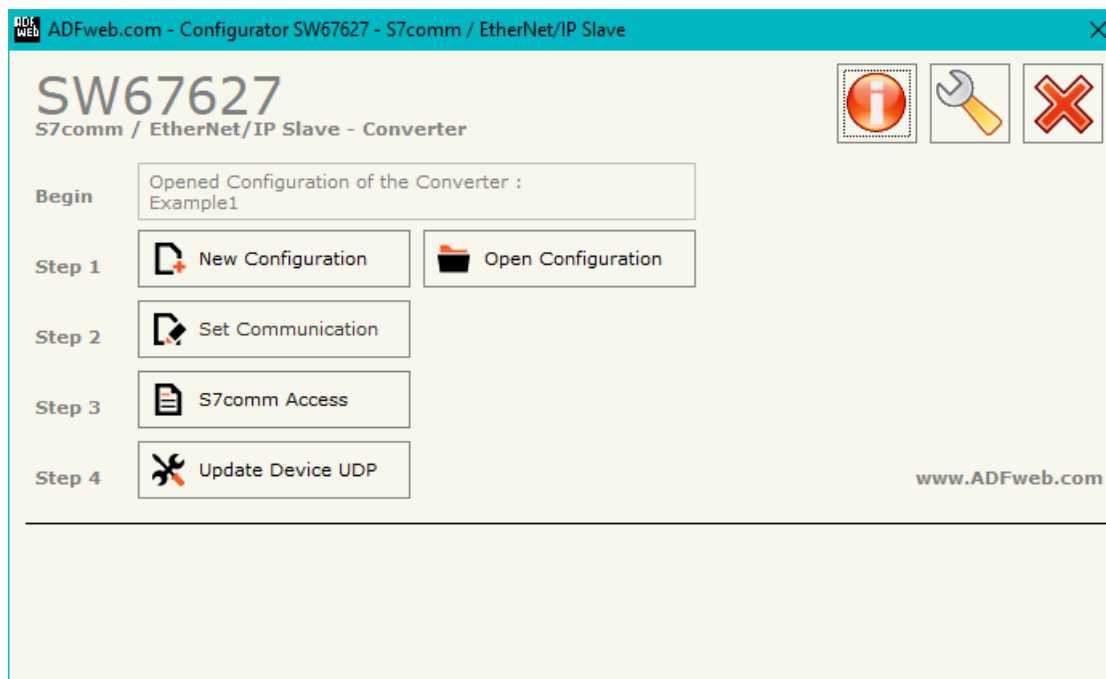 ADF
WEB
ADFweb.com - Configurator SW67627 - S7comm / EtherNet/IP Slave
SW67627
S7comm / EtherNet/IP Slave - Converter
Begin
Opened Configuration of the Converter :
Example1
Step 1
New Configuration
Open Configuration
Step 2
Set Communication
Step 3
S7comm Access
Step 4
Update Device UDP
www.ADFweb.com